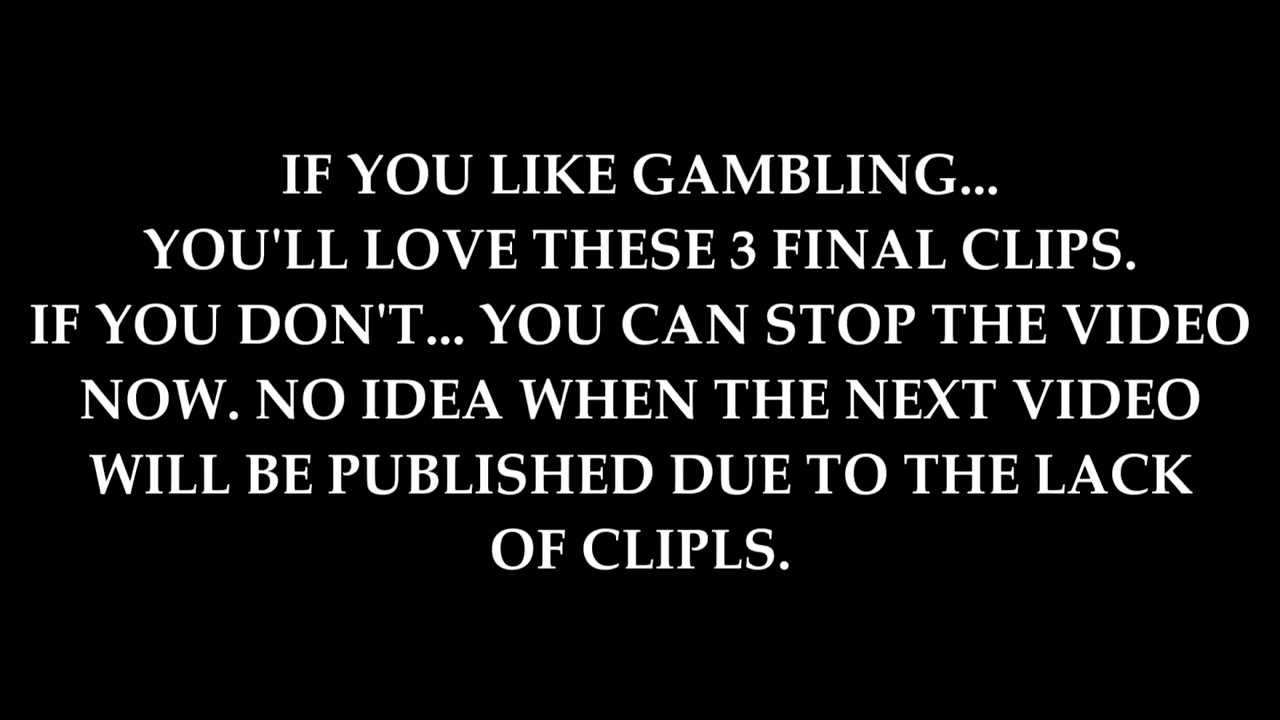 IF YOU LIKE GAMBLING...
YOU'LL LOVE THESE 3 FINAL CLIPS.
IF YOU DON'T... YOU CAN STOP THE VIDEO
NOW. NO IDEA WHEN THE NEXT VIDEO
WILL BE PUBLISHED DUE TO THE LACK
OF CLIPLS.